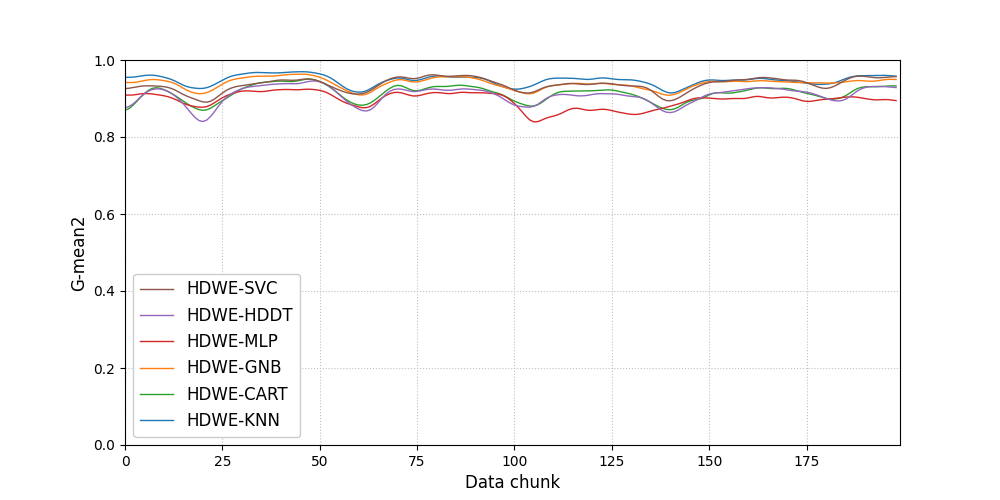 1.0
0.8
0.6
0.4
0.2
0.0
G-mean2
HDWE-SVC
HDWE-HDDT
HDWE-MLP
HDWE-GNB
HDWE-CART
HDWE-KNN
0 25 50 75 100 125 150 175
Data chunk